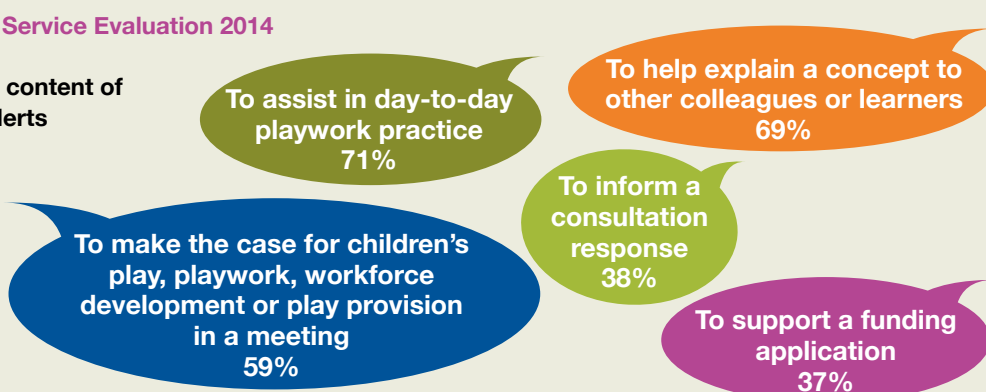 Service Evaluation 2014
content of
lerts
To assist in day-to-day
playwork practice
71%
To help explain a concept to
other colleagues or learners
69%
To inform a
consultation
response
38%
To make the case for children's
play, playwork, workforce
development or play provision
in a meeting
59%
To support a funding
application
37%